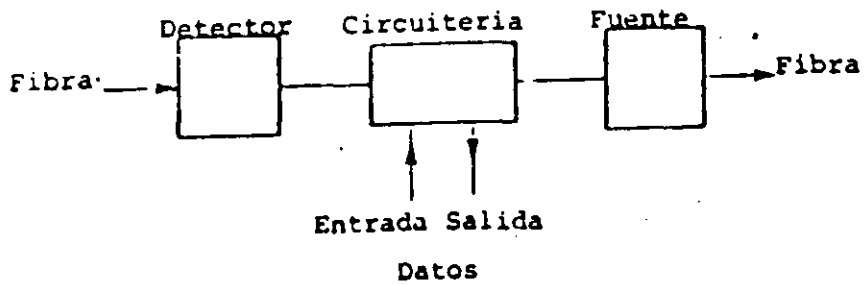 Detector Circuiteria Fuente
Fibra Fibra
Entrada Salida
Datos